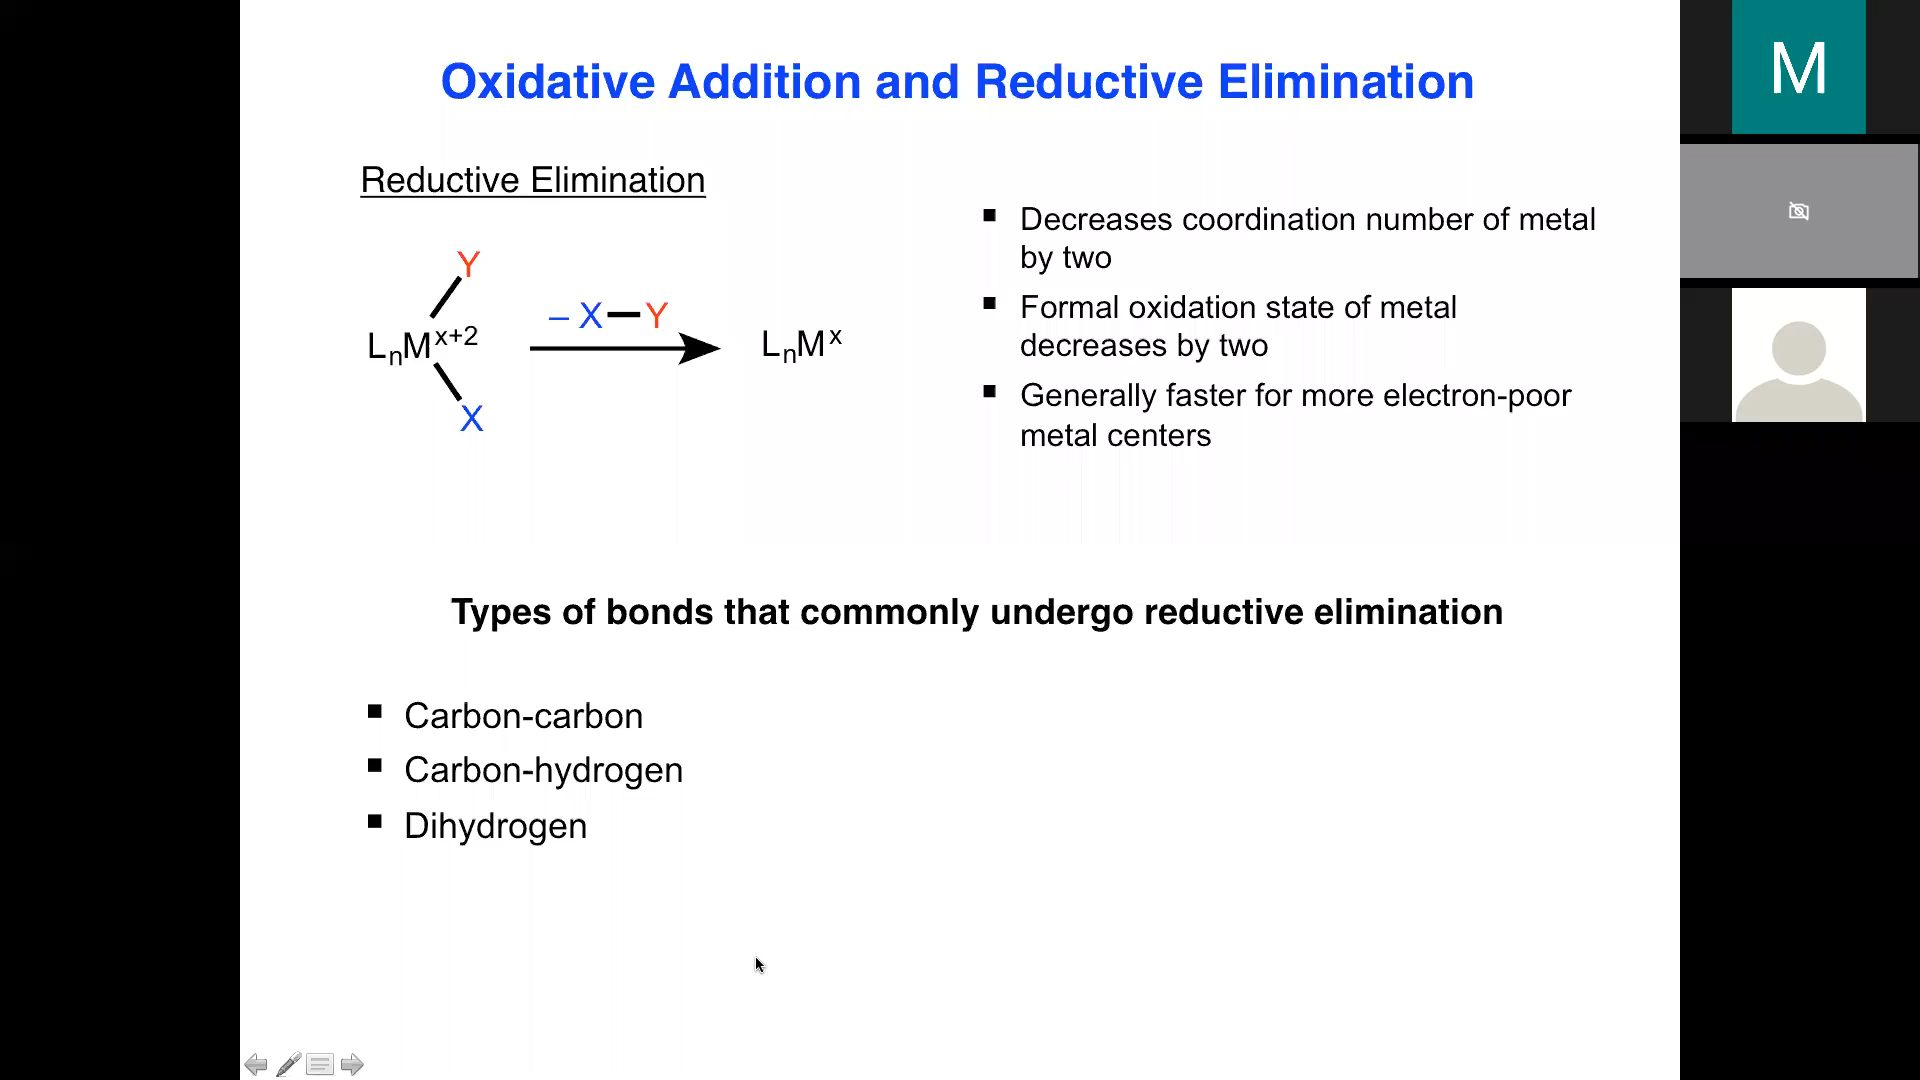 Oxidative Addition and Reductive Elimination
Reductive Elimination
Y
LₙMˣ⁺²
X
– X—Y
LₙMˣ
▪ Decreases coordination number of metal
by two
▪ Formal oxidation state of metal
decreases by two
▪ Generally faster for more electron-poor
metal centers
Types of bonds that commonly undergo reductive elimination
▪ Carbon-carbon
▪ Carbon-hydrogen
▪ Dihydrogen
M